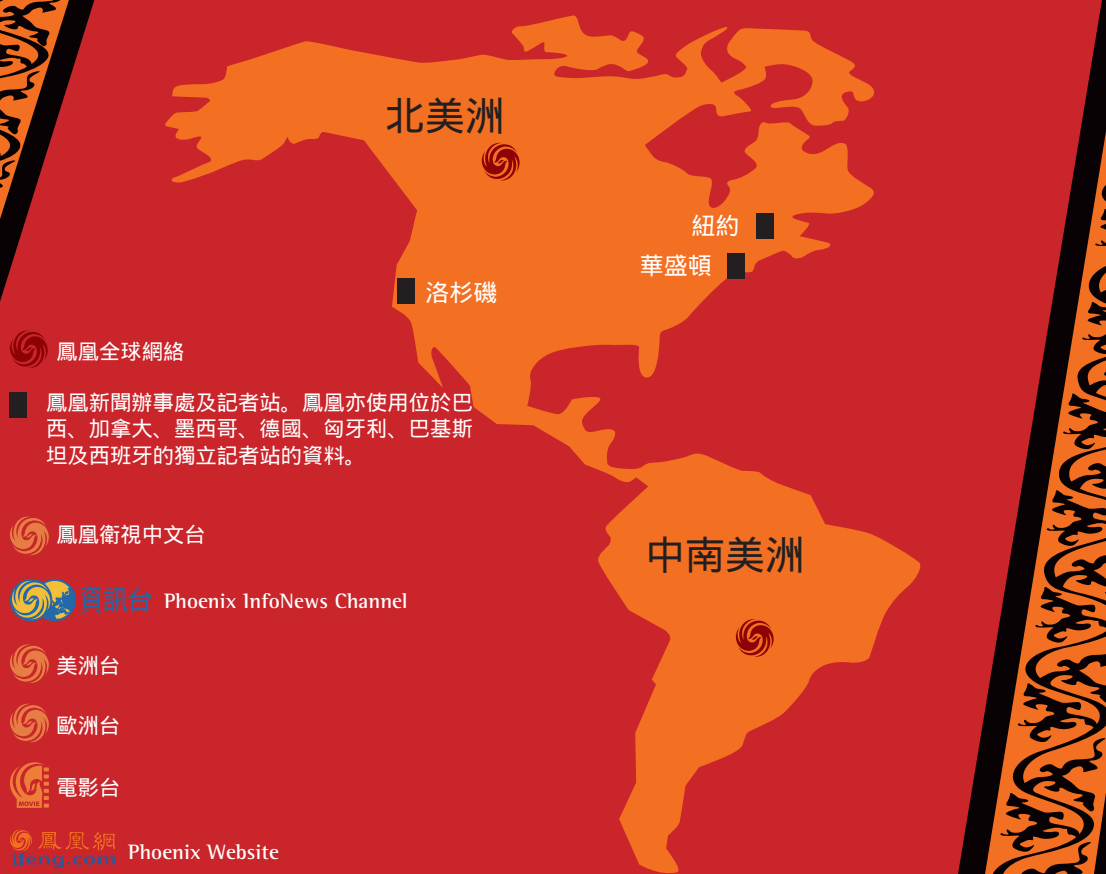 北美洲
紐約
華盛頓
洛杉磯
鳳凰全球網絡
鳳凰新聞辦事處及記者站。鳳凰亦使用位於巴
西、加拿大、墨西哥、德國、匈牙利、巴基斯
坦及西班牙的獨立記者站的資料。
鳳凰衛視中文台
中南美洲
資訊台 Phoenix InfoNews Channel
美洲台
歐洲台
MOVIE 電影台
鳳凰網
ifeng.com Phoenix Website